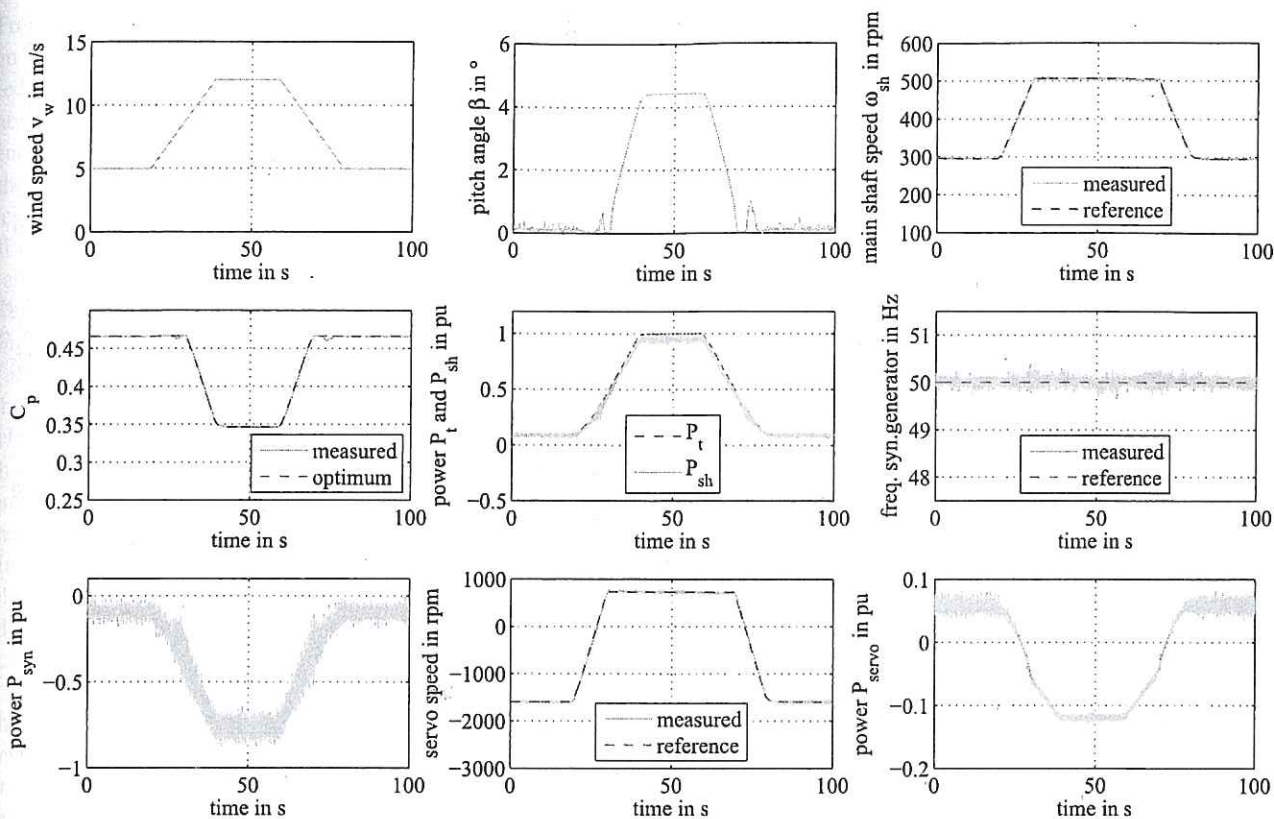 wind speed v_w in m/s
15
10
5
0
0 50 100
time in s
pitch angle β in °
6
4
2
0
0 50 100
time in s
main shaft speed ω_sh in rpm
600
500
400
300
200
100
measured
reference
0 50 100
time in s
C_p
0.45
0.4
0.35
0.3
0.25
measured
optimum
0 50 100
time in s
power P_t and P_sh in pu
1
0.5
0
−0.5
P_t
P_sh
0 50 100
time in s
freq. syn.generator in Hz
51
50
49
48
measured
reference
0 50 100
time in s
power P_syn in pu
0
−0.5
−1
0 50 100
time in s
servo speed in rpm
1000
0
−1000
−2000
−3000
measured
reference
0 50 100
time in s
power P_servo in pu
0.1
0
−0.1
−0.2
0 50 100
time in s